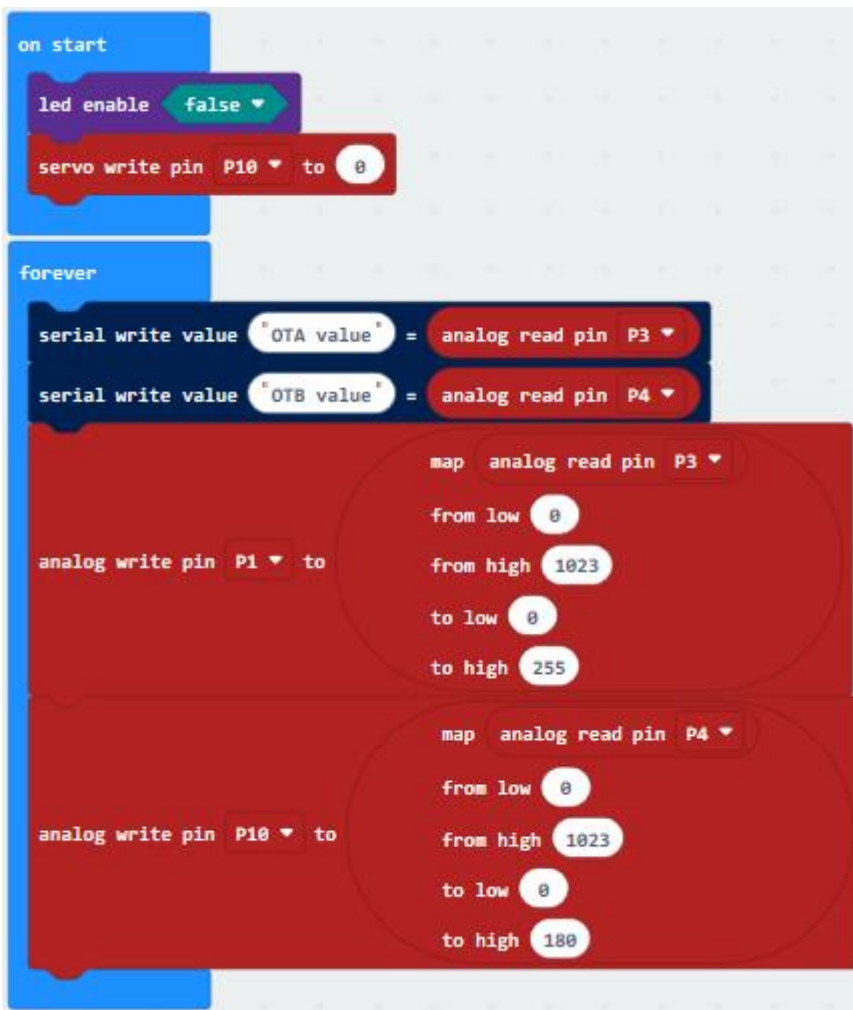 on start
led enable false
servo write pin P10 to 0
forever
serial write value "OTA value" = analog read pin P3
serial write value "OTB value" = analog read pin P4
map analog read pin P3
from low 0
analog write pin P1 to from high 1023
to low 0
to high 255
map analog read pin P4
from low 0
analog write pin P10 to from high 1023
to low 0
to high 180